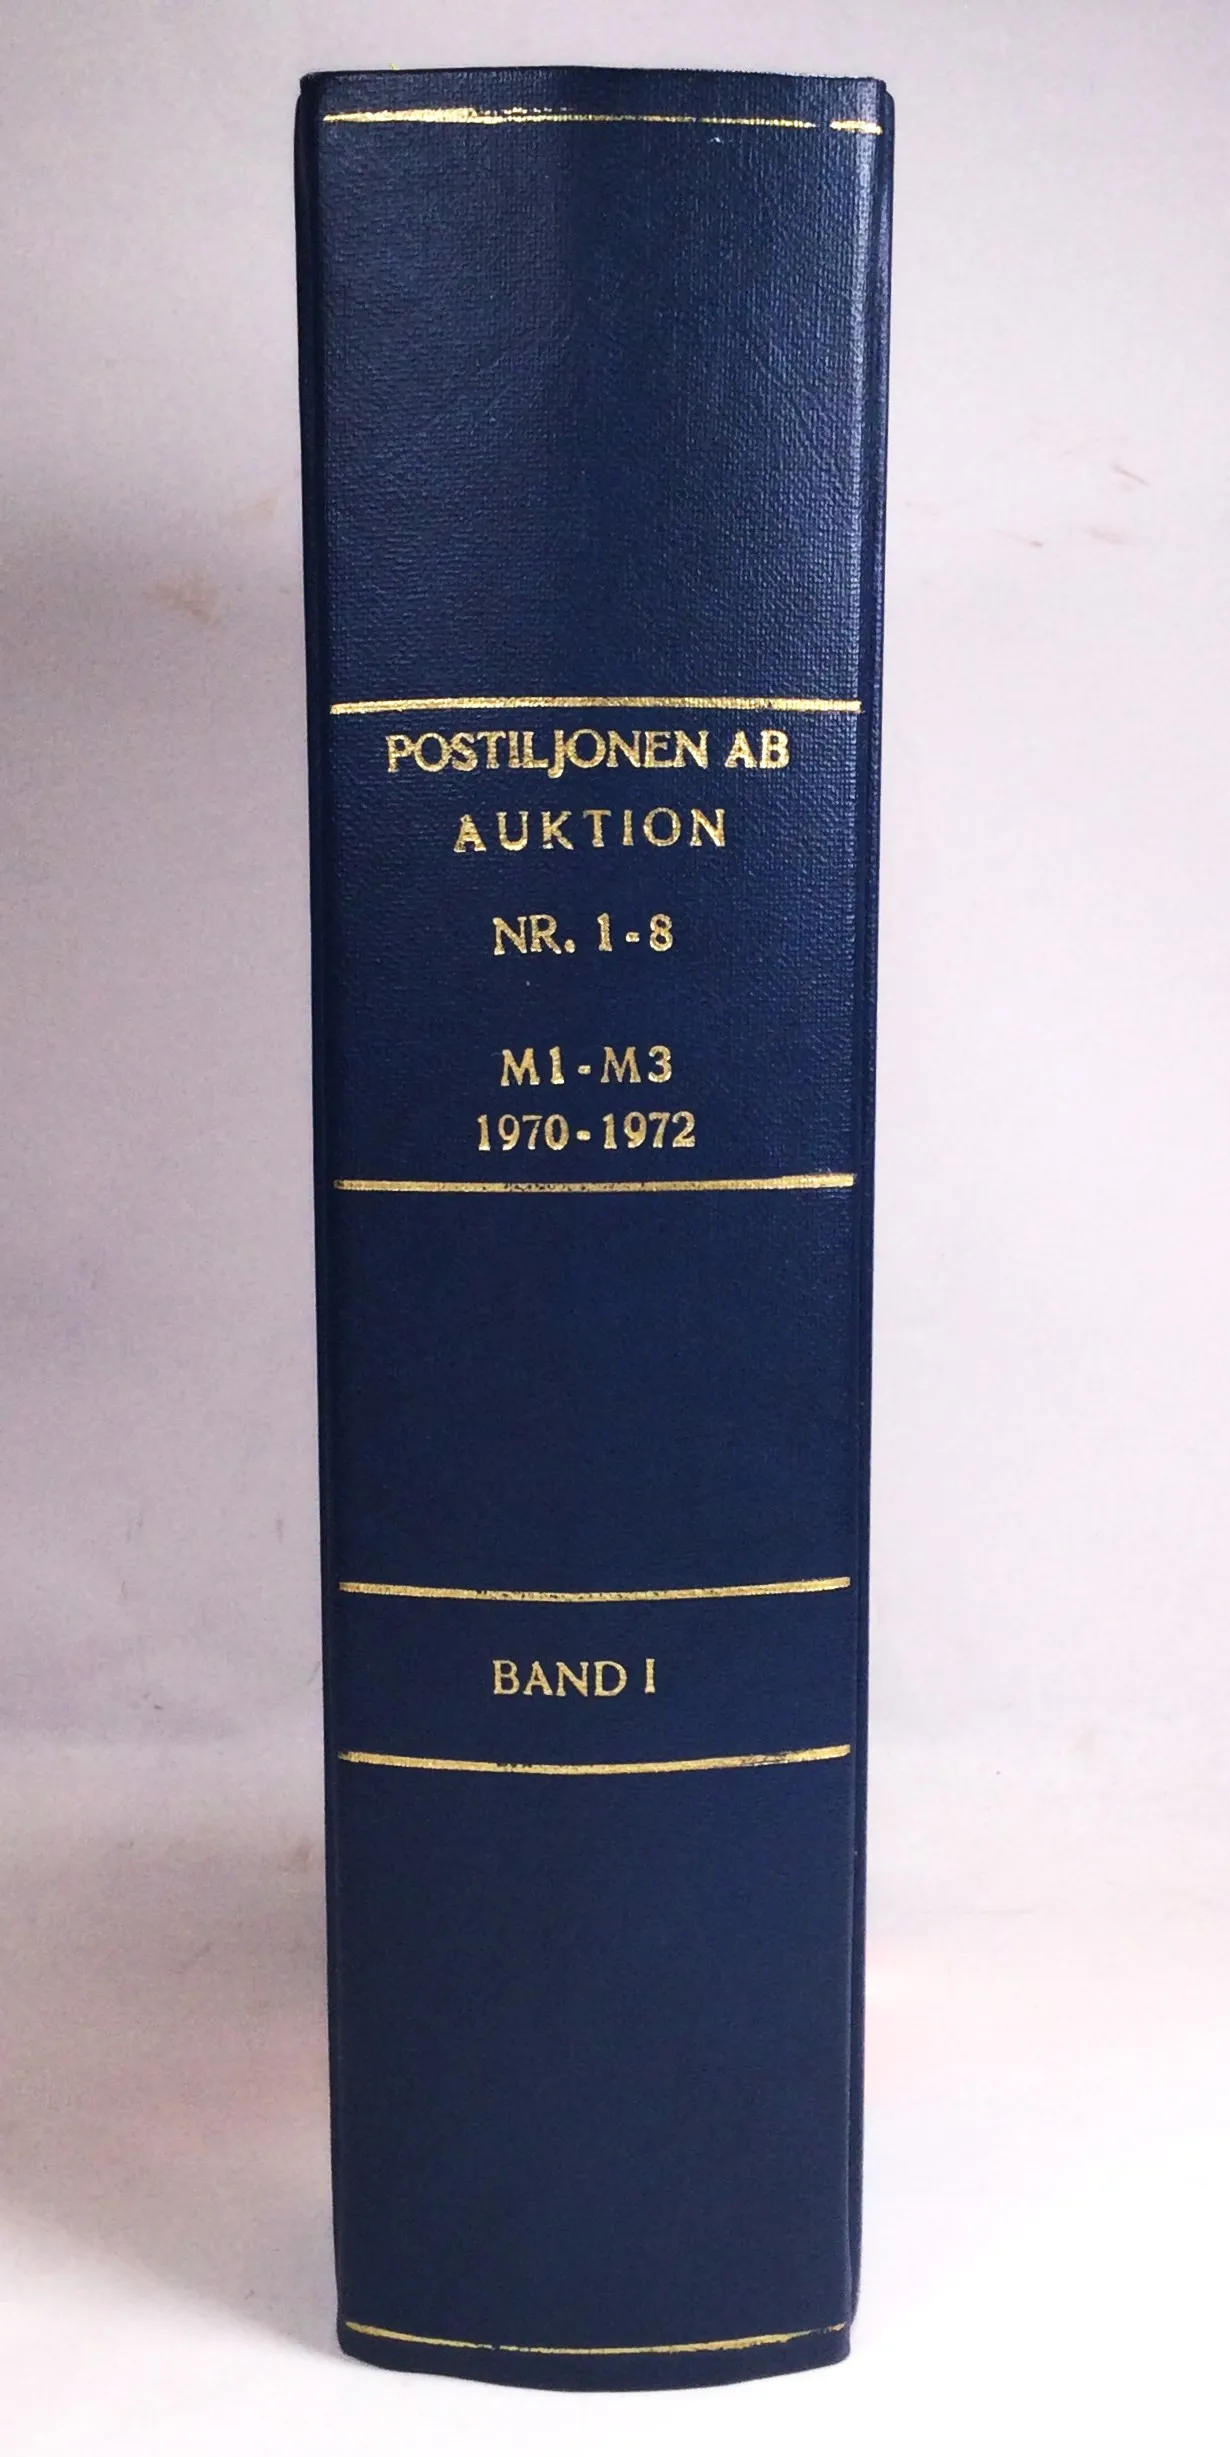 POSTILJONEN AB
AUKTION
NR. 1-8
M1-M3
1970-1972
BAND I